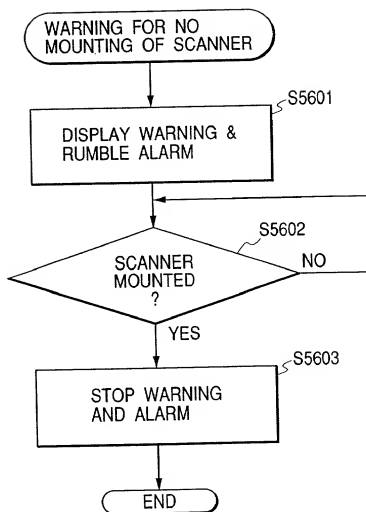 WARNING FOR NO
MOUNTING OF SCANNER
S5601
DISPLAY WARNING &
RUMBLE ALARM
S5602
SCANNER
MOUNTED
?
NO
YES
S5603
STOP WARNING
AND ALARM
END